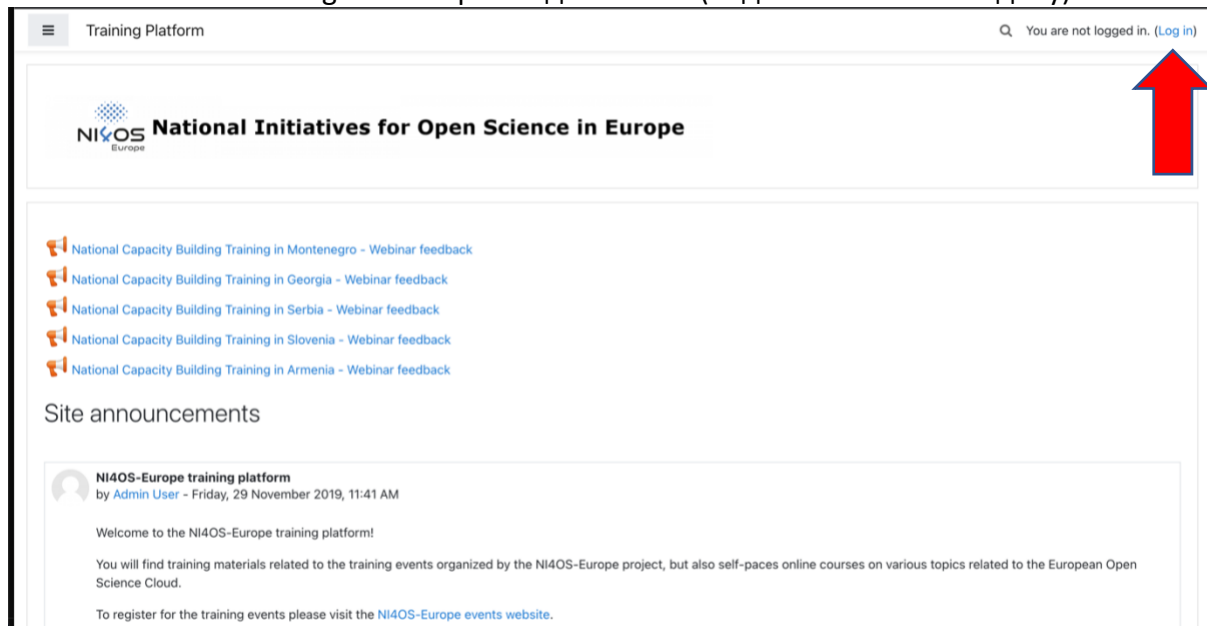 Training Platform
You are not logged in. (Log in)
NI4OS
Europe
National Initiatives for Open Science in Europe
National Capacity Building Training in Montenegro - Webinar feedback
National Capacity Building Training in Georgia - Webinar feedback
National Capacity Building Training in Serbia - Webinar feedback
National Capacity Building Training in Slovenia - Webinar feedback
National Capacity Building Training in Armenia - Webinar feedback
Site announcements
NI4OS-Europe training platform
by Admin User - Friday, 29 November 2019, 11:41 AM
Welcome to the NI4OS-Europe training platform!
You will find training materials related to the training events organized by the NI4OS-Europe project, but also self-paces online courses on various topics related to the European Open
Science Cloud.
To register for the training events please visit the NI4OS-Europe events website.